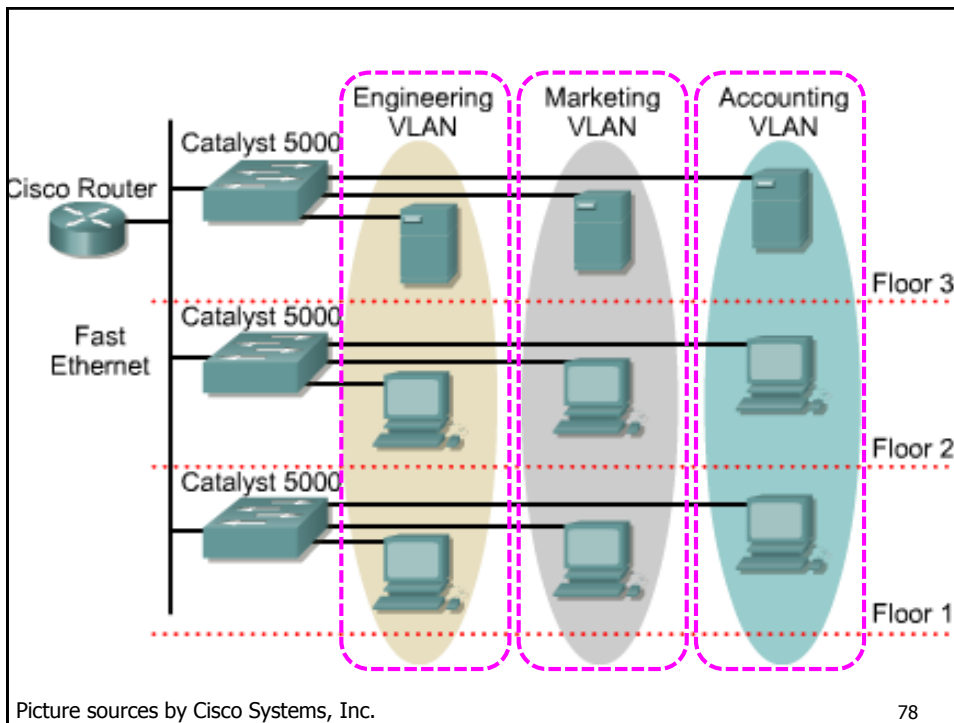 Engineering
VLAN
Marketing
VLAN
Accounting
VLAN
Catalyst 5000
Cisco Router
Floor 3
Catalyst 5000
Fast
Ethernet
Floor 2
Catalyst 5000
Floor 1
Picture sources by Cisco Systems, Inc.
78